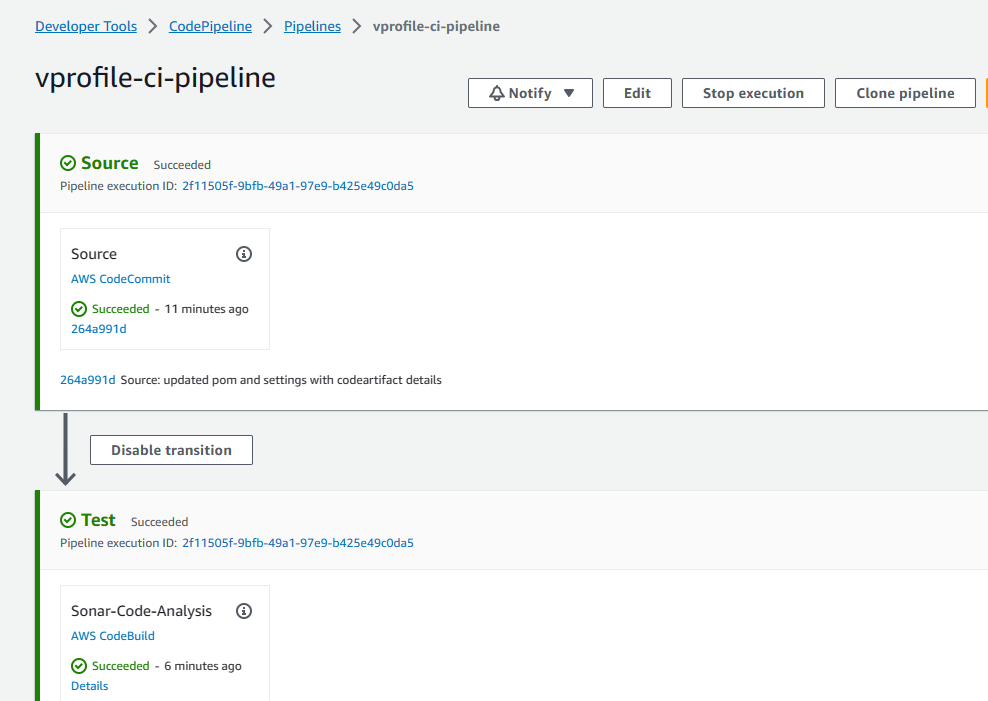 Developer Tools > CodePipeline > Pipelines > vprofile-ci-pipeline
vprofile-ci-pipeline
Notify ▼ Edit Stop execution Clone pipeline
Source Succeeded
Pipeline execution ID: 2f11505f-9bfb-49a1-97e9-b425e49c0da5
Source
AWS CodeCommit
Succeeded - 11 minutes ago
264a991d
264a991d Source: updated pom and settings with codeartifact details
Disable transition
Test Succeeded
Pipeline execution ID: 2f11505f-9bfb-49a1-97e9-b425e49c0da5
Sonar-Code-Analysis
AWS CodeBuild
Succeeded - 6 minutes ago
Details